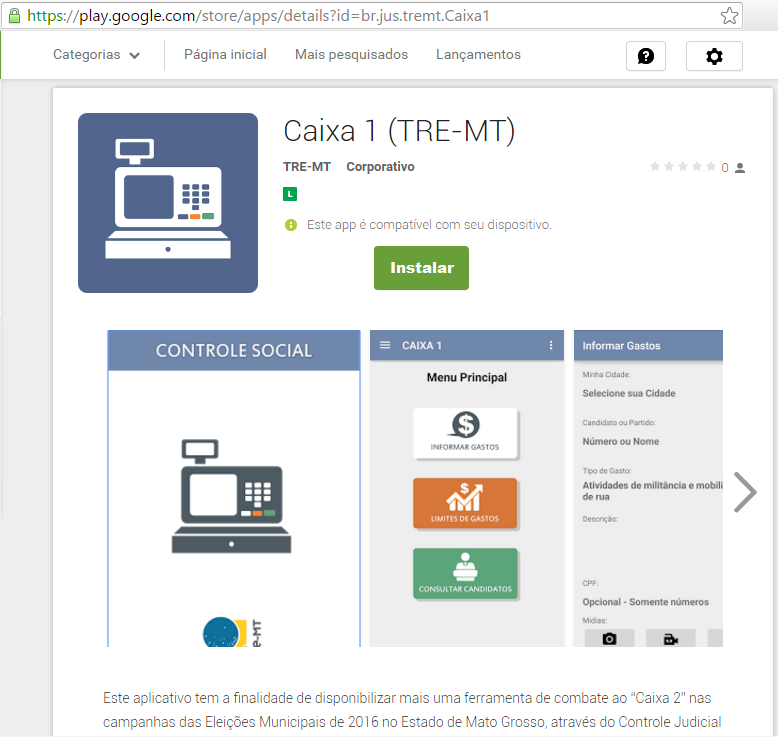 https://play.google.com/store/apps/details?id=br.jus.tremt.Caixa1
Categorias Página inicial Mais pesquisados Lançamentos
Caixa 1 (TRE-MT)
TRE-MT Corporativo
0
L
Este app é compatível com seu dispositivo.
Instalar
CONTROLE SOCIAL
CAIXA 1
Menu Principal
INFORMAR GASTOS
LIMITES DE GASTOS
CONSULTAR CANDIDATOS
Informar Gastos
Minha Cidade:
Selecione sua Cidade
Candidato ou Partido:
Número ou Nome
Tipo de Gasto:
Atividades de militância e mobili
de rua
Descrição:
CPF:
Opcional - Somente números
Mídias:
Este aplicativo tem a finalidade de disponibilizar mais uma ferramenta de combate ao “Caixa 2” nas
campanhas das Eleições Municipais de 2016 no Estado de Mato Grosso, através do Controle Judicial